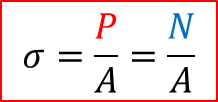 σ = P/A = N/A